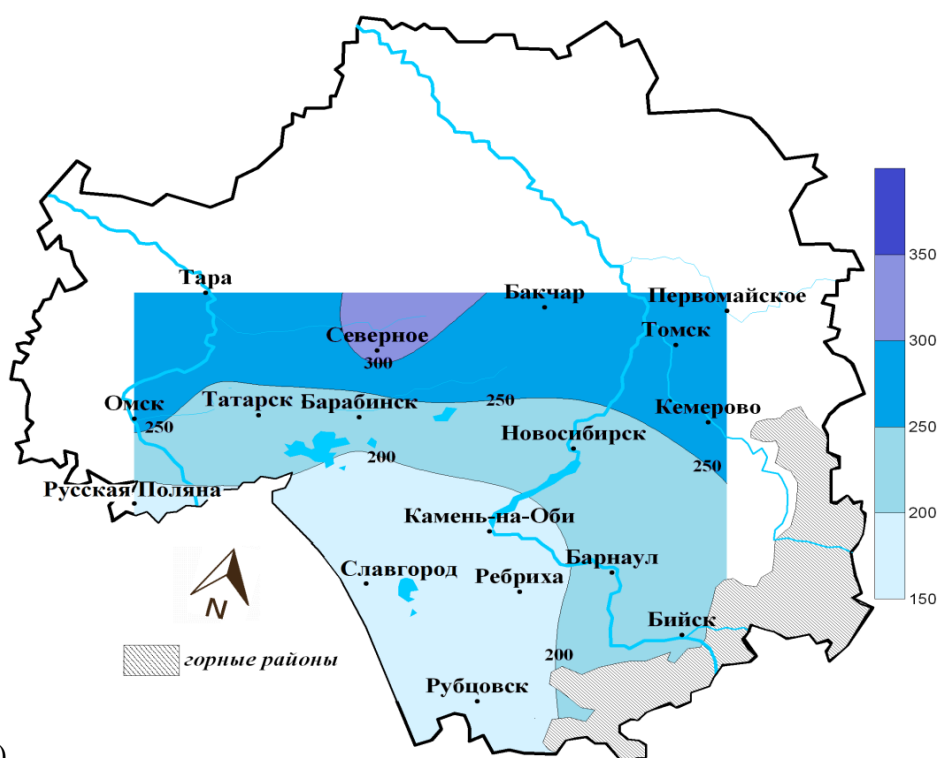 Тара
Бакчар
Первомайское
350
Северное
Томск
300
300
Омск
Татарск
Барабинск
250
Кемерово
250
Новосибирск
250
200
250
Русская Поляна
Камень-на-Оби
200
Славгород
Ребриха
Барнаул
150
N
Бийск
горные районы
200
Рубцовск
)